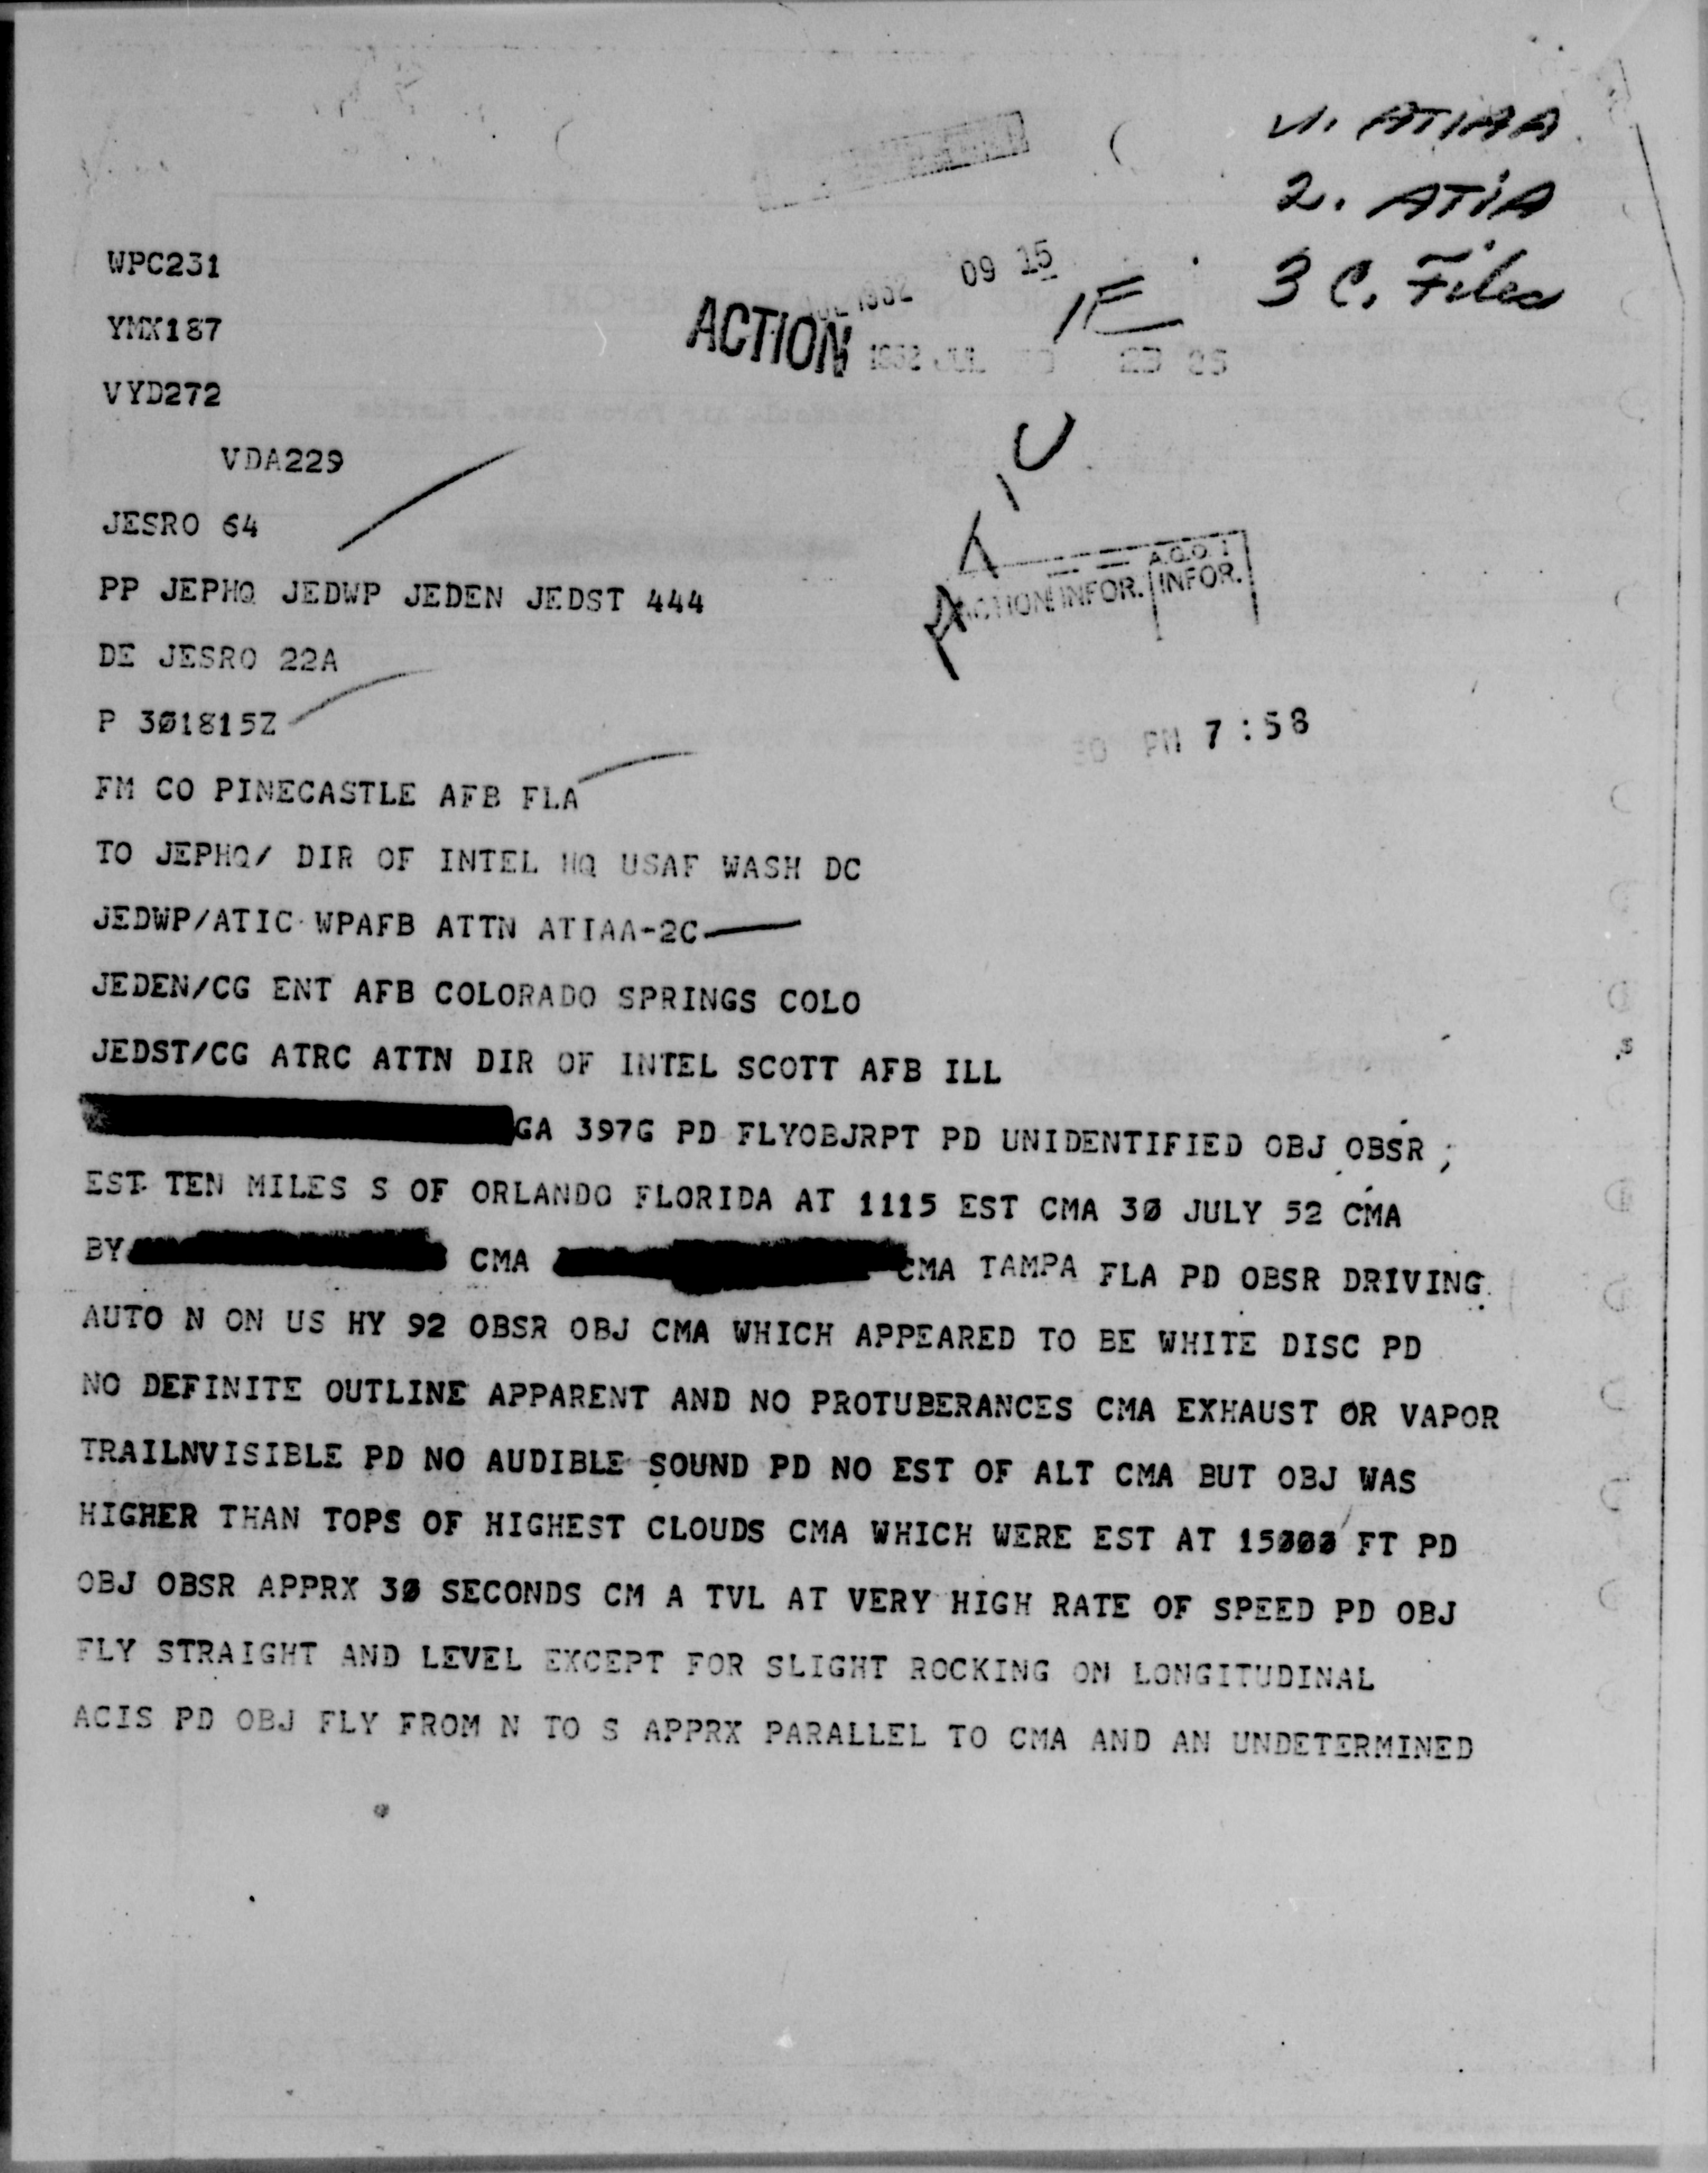 1. ATIAA
2. ATIA
3 C. Files
WPC231
09 15
YMX187
ACTION
1952 JUL
VYD272
VDA229
JESRO 64
A.C.O. 1
ACTION INFOR. INFOR.
PP JEPHQ JEDWP JEDEN JEDST 444
DE JESRO 22A
P 3Ø1815Z
30 PM 7:58
FM CO PINECASTLE AFB FLA
TO JEPHQ/ DIR OF INTEL HQ USAF WASH DC
JEDWP/ATIC WPAFB ATTN ATIAA-2C
JEDEN/CG ENT AFB COLORADO SPRINGS COLO
JEDST/CG ATRC ATTN DIR OF INTEL SCOTT AFB ILL
GA 397G PD FLYOBJRPT PD UNIDENTIFIED OBJ OBSR
EST TEN MILES S OF ORLANDO FLORIDA AT 1115 EST CMA 3Ø JULY 52 CMA
BY CMA CMA TAMPA FLA PD OBSR DRIVING
AUTO N ON US HY 92 OBSR OBJ CMA WHICH APPEARED TO BE WHITE DISC PD
NO DEFINITE OUTLINE APPARENT AND NO PROTUBERANCES CMA EXHAUST OR VAPOR
TRAILNVISIBLE PD NO AUDIBLE SOUND PD NO EST OF ALT CMA BUT OBJ WAS
HIGHER THAN TOPS OF HIGHEST CLOUDS CMA WHICH WERE EST AT 15ØØØ FT PD
OBJ OBSR APPRX 3Ø SECONDS CM A TVL AT VERY HIGH RATE OF SPEED PD OBJ
FLY STRAIGHT AND LEVEL EXCEPT FOR SLIGHT ROCKING ON LONGITUDINAL
ACIS PD OBJ FLY FROM N TO S APPRX PARALLEL TO CMA AND AN UNDETERMINED